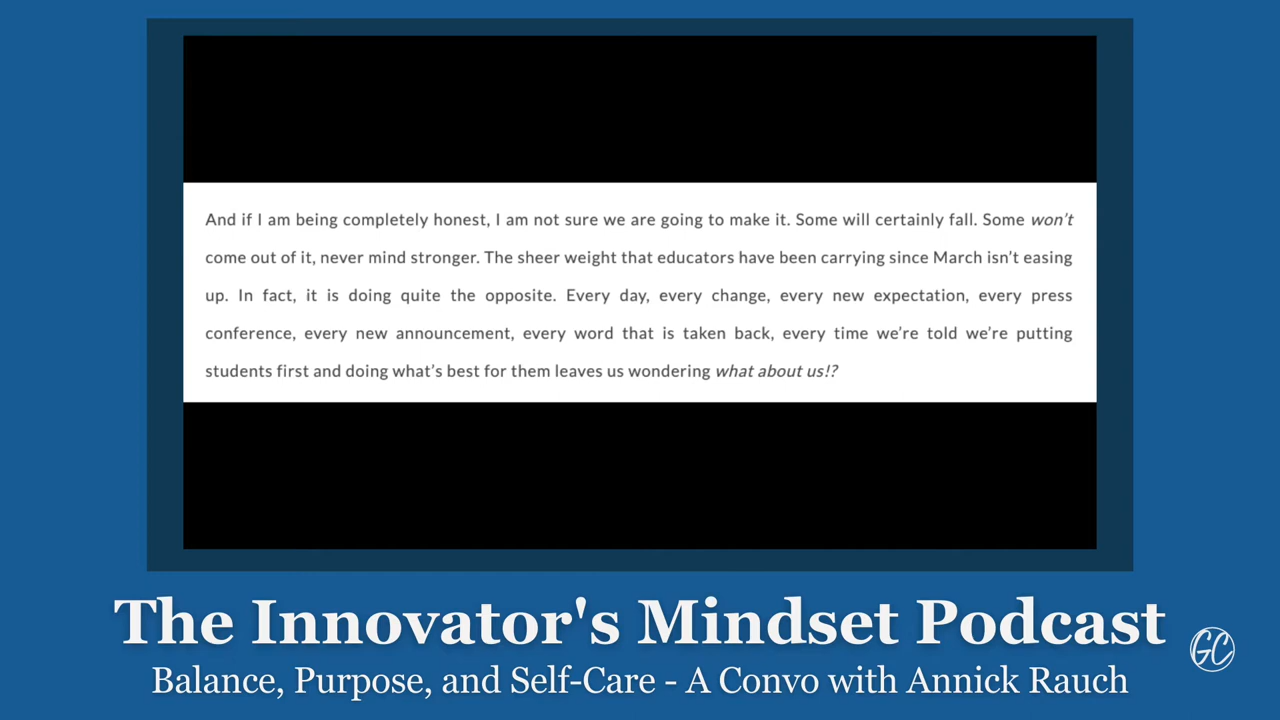 And if I am being completely honest, I am not sure we are going to make it. Some will certainly fall. Some won't
come out of it, never mind stronger. The sheer weight that educators have been carrying since March isn't easing
up. In fact, it is doing quite the opposite. Every day, every change, every new expectation, every press
conference, every new announcement, every word that is taken back, every time we're told we're putting
students first and doing what's best for them leaves us wondering what about us!?
The Innovator's Mindset Podcast
GC
Balance, Purpose, and Self-Care - A Convo with Annick Rauch